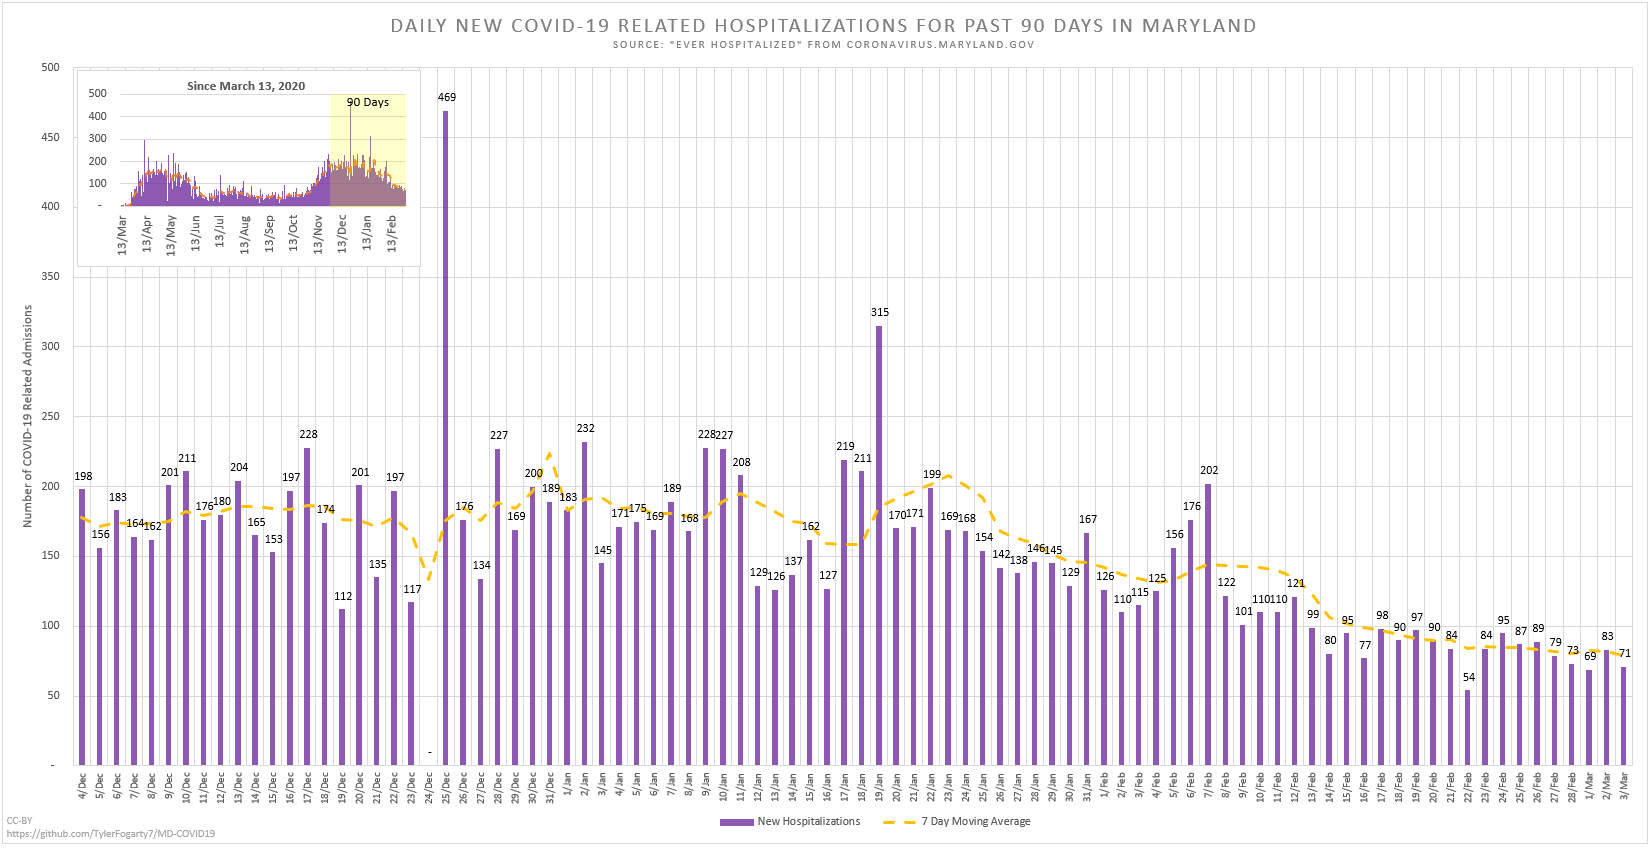 DAILY NEW COVID-19 RELATED HOSPITALIZATIONS FOR PAST 90 DAYS IN MARYLAND
SOURCE: "EVER HOSPITALIZED" FROM CORONAVIRUS.MARYLAND.GOV
Number of COVID-19 Related Admissions
500
450
400
350
300
250
200
150
100
50
-
Since March 13, 2020
90 Days
500
400
300
200
100
-
13/Mar 13/Apr 13/May 13/Jun 13/Jul 13/Aug 13/Sep 13/Oct 13/Nov 13/Dec 13/Jan 13/Feb
198 156 183 164 162 201 211 176 180 204 165 153 197 228 174 112 201 135 197 117 - 469 176 134 227 169 200 189 183 232 145 171 175 169 189 168 228 227 208 129 126 137 162 127 219 211 315 170 171 199 169 168 154 142 138 146 145 129 167 126 110 115 125 156 176 202 122 101 110 110 121 99 80 95 77 98 90 97 90 84 54 84 95 87 89 79 73 69 83 71
4/Dec 5/Dec 6/Dec 7/Dec 8/Dec 9/Dec 10/Dec 11/Dec 12/Dec 13/Dec 14/Dec 15/Dec 16/Dec 17/Dec 18/Dec 19/Dec 20/Dec 21/Dec 22/Dec 23/Dec 24/Dec 25/Dec 26/Dec 27/Dec 28/Dec 29/Dec 30/Dec 31/Dec 1/Jan 2/Jan 3/Jan 4/Jan 5/Jan 6/Jan 7/Jan 8/Jan 9/Jan 10/Jan 11/Jan 12/Jan 13/Jan 14/Jan 15/Jan 16/Jan 17/Jan 18/Jan 19/Jan 20/Jan 21/Jan 22/Jan 23/Jan 24/Jan 25/Jan 26/Jan 27/Jan 28/Jan 29/Jan 30/Jan 31/Jan 1/Feb 2/Feb 3/Feb 4/Feb 5/Feb 6/Feb 7/Feb 8/Feb 9/Feb 10/Feb 11/Feb 12/Feb 13/Feb 14/Feb 15/Feb 16/Feb 17/Feb 18/Feb 19/Feb 20/Feb 21/Feb 22/Feb 23/Feb 24/Feb 25/Feb 26/Feb 27/Feb 28/Feb 1/Mar 2/Mar 3/Mar
New Hospitalizations 7 Day Moving Average
CC-BY
https://github.com/TylerFogarty7/MD-COVID19